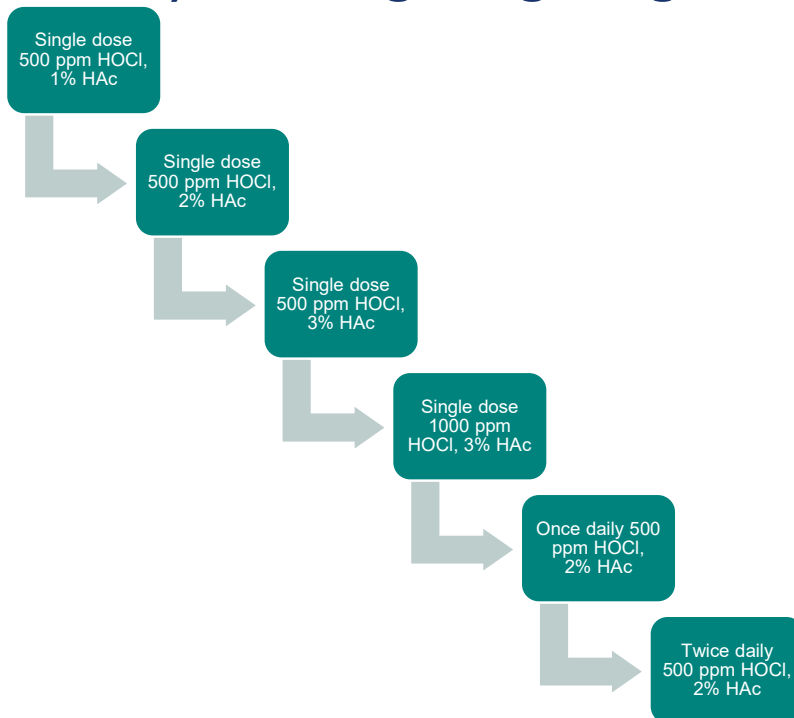 Single dose
500 ppm HOCl,
1% HAc
Single dose
500 ppm HOCl,
2% HAc
Single dose
500 ppm HOCl,
3% HAc
Single dose
1000 ppm
HOCl, 3% HAc
Once daily 500
ppm HOCl,
2% HAc
Twice daily
500 ppm HOCl,
2% HAc